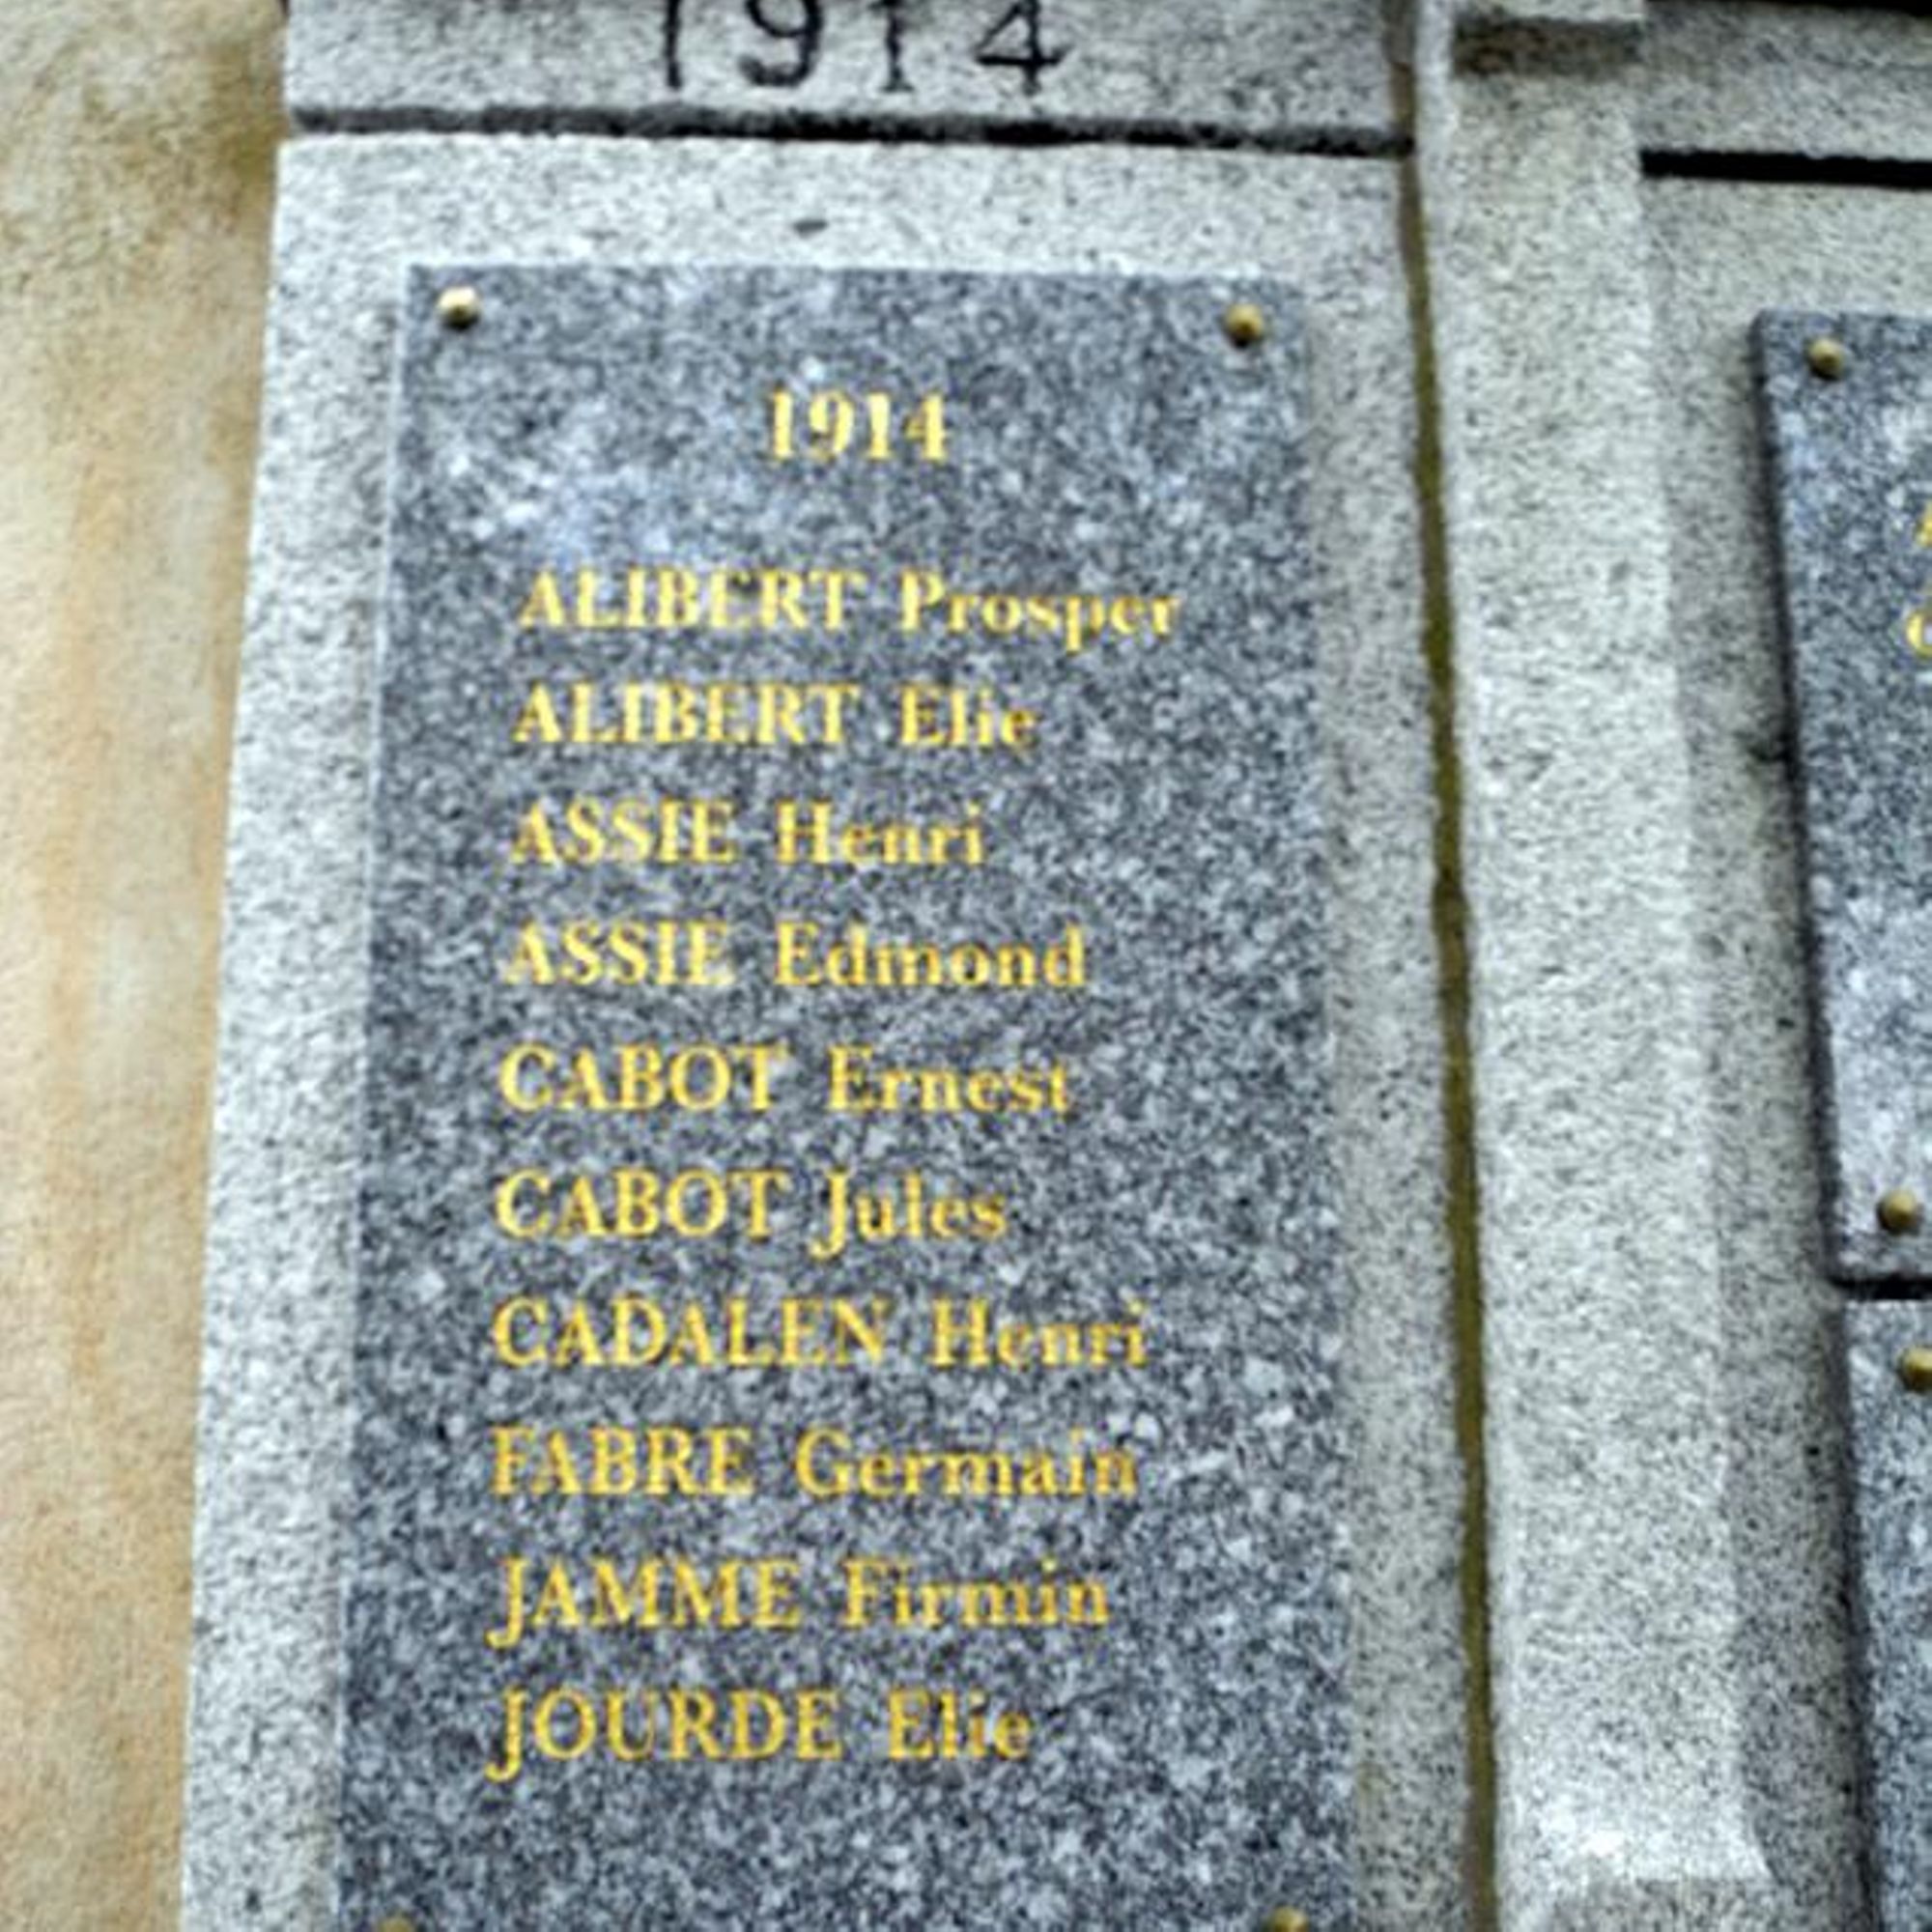 1914
1914
ALIBERT Prosper
ALIBERT Elie
ASSIE Henri
ASSIE Edmond
CABOT Ernest
CABOT Jules
CADALEN Henri
FABRE Germain
JAMME Firmin
JOURDE Elie